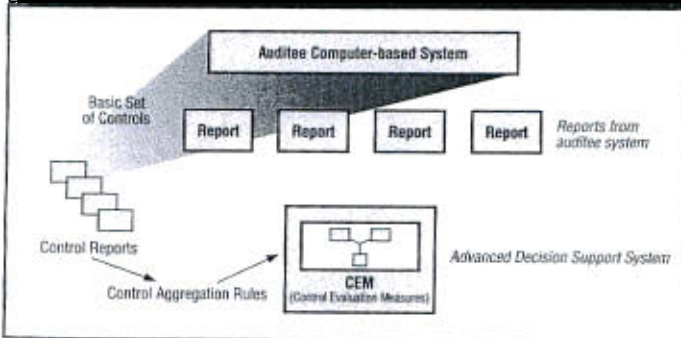 Auditee Computer-based System
Basic Set
of Controls
Report
Report
Report
Report
Reports from
auditee system
Control Reports
Control Aggregation Rules
CEM
(Control Evaluation Measures)
Advanced Decision Support System